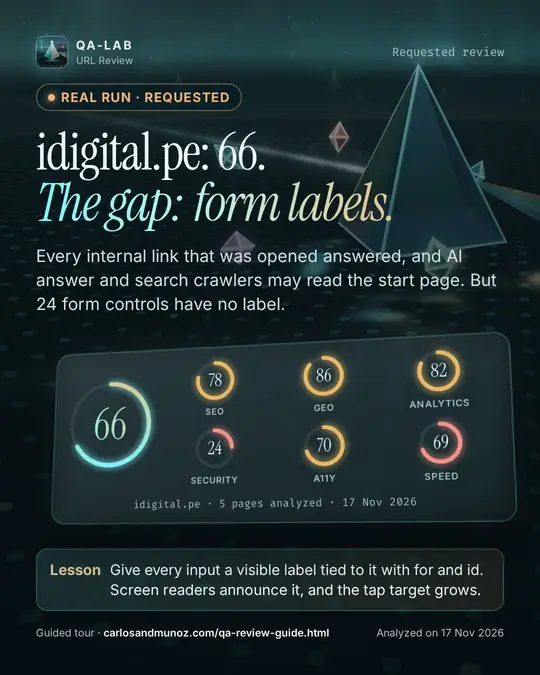 QA-LAB
URL Review
Requested review
REAL RUN · REQUESTED
idigital.pe: 66.
The gap: form labels.
Every internal link that was opened answered, and AI
answer and search crawlers may read the start page. But
24 form controls have no label.
66
78
SEO
86
GEO
82
ANALYTICS
24
SECURITY
70
A11Y
69
SPEED
idigital.pe · 5 pages analyzed · 17 Nov 2026
Lesson Give every input a visible label tied to it with for and id.
Screen readers announce it, and the tap target grows.
Guided tour · carlosandmunoz.com/qa-review-guide.html
Analyzed on 17 Nov 2026